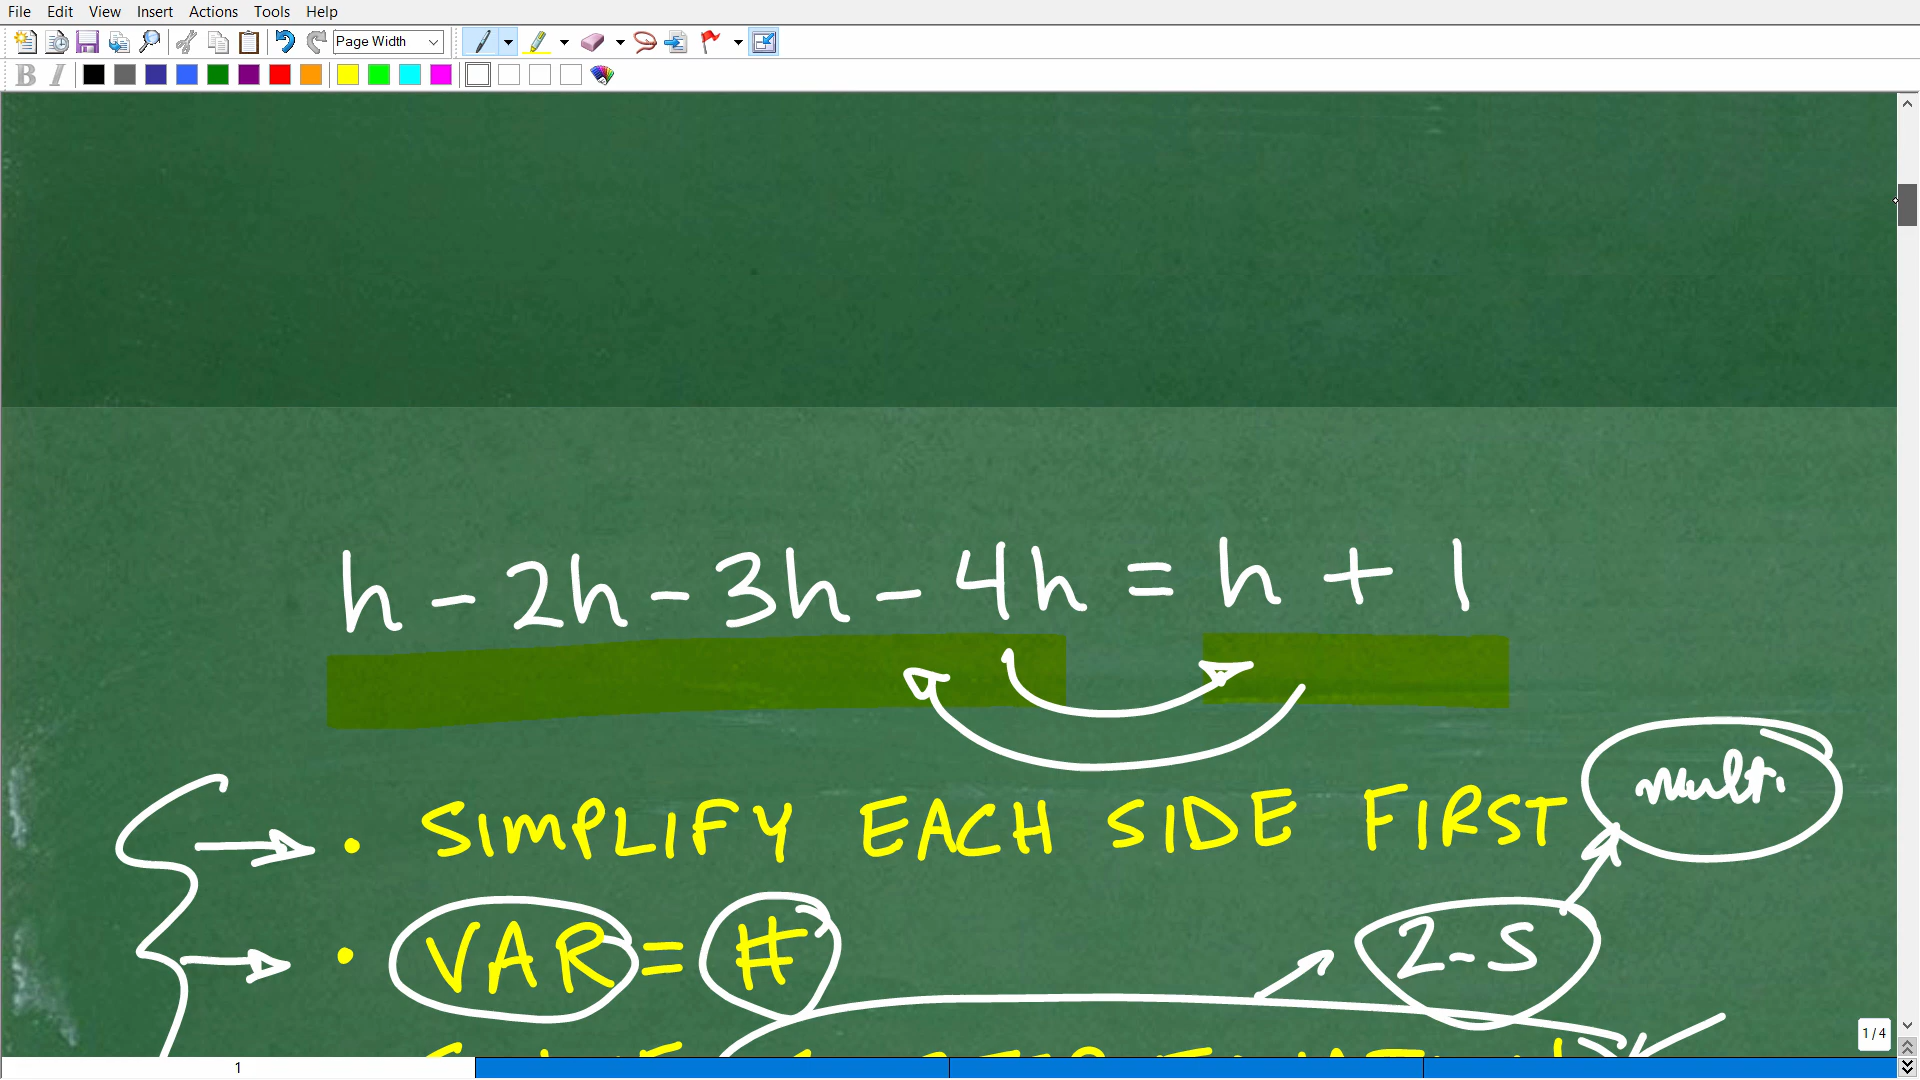 File Edit View Insert Actions Tools Help
Page Width
B I
h - 2h - 3h - 4h = h + 1
multi.
• SIMPLIFY EACH SIDE FIRST
• VAR = #
2-S
1 / 4
1